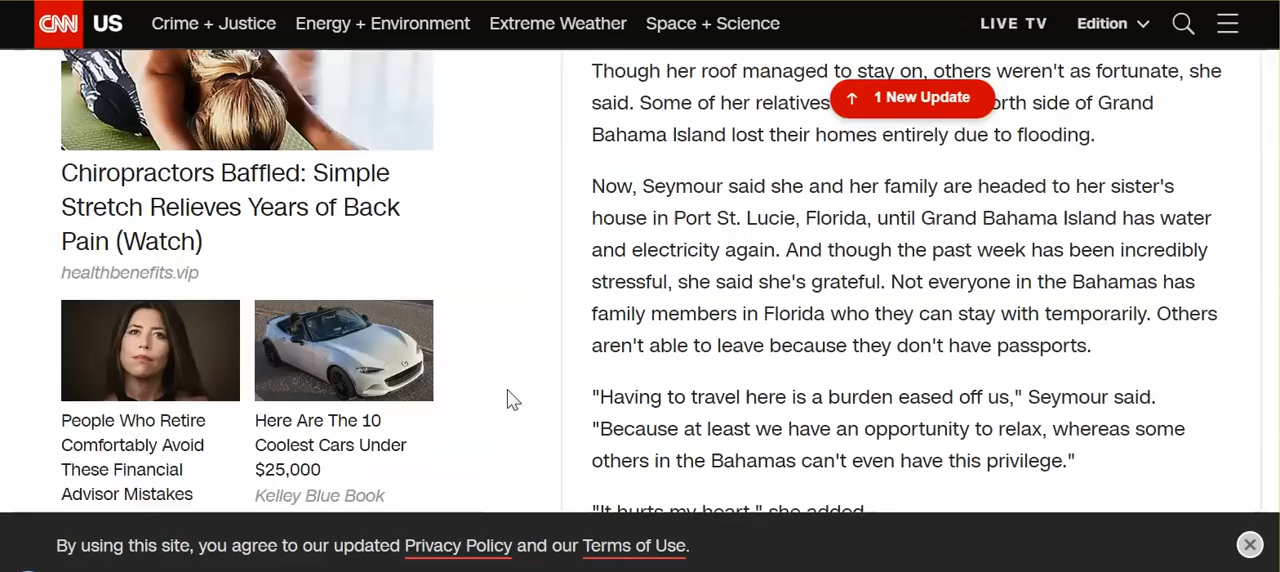 CNN US Crime + Justice Energy + Environment Extreme Weather Space + Science LIVE TV Edition
Chiropractors Baffled: Simple
Stretch Relieves Years of Back
Pain (Watch)
healthbenefits.vip
People Who Retire
Comfortably Avoid
These Financial
Advisor Mistakes
Here Are The 10
Coolest Cars Under
$25,000
Kelley Blue Book
Though her roof managed to stay on, others weren't as fortunate, she
said. Some of her relatives
1 New Update
orth side of Grand
Bahama Island lost their homes entirely due to flooding.
Now, Seymour said she and her family are headed to her sister's
house in Port St. Lucie, Florida, until Grand Bahama Island has water
and electricity again. And though the past week has been incredibly
stressful, she said she's grateful. Not everyone in the Bahamas has
family members in Florida who they can stay with temporarily. Others
aren't able to leave because they don't have passports.
"Having to travel here is a burden eased off us," Seymour said.
"Because at least we have an opportunity to relax, whereas some
others in the Bahamas can't even have this privilege."
"It hurts my heart," she added.
By using this site, you agree to our updated Privacy Policy and our Terms of Use.